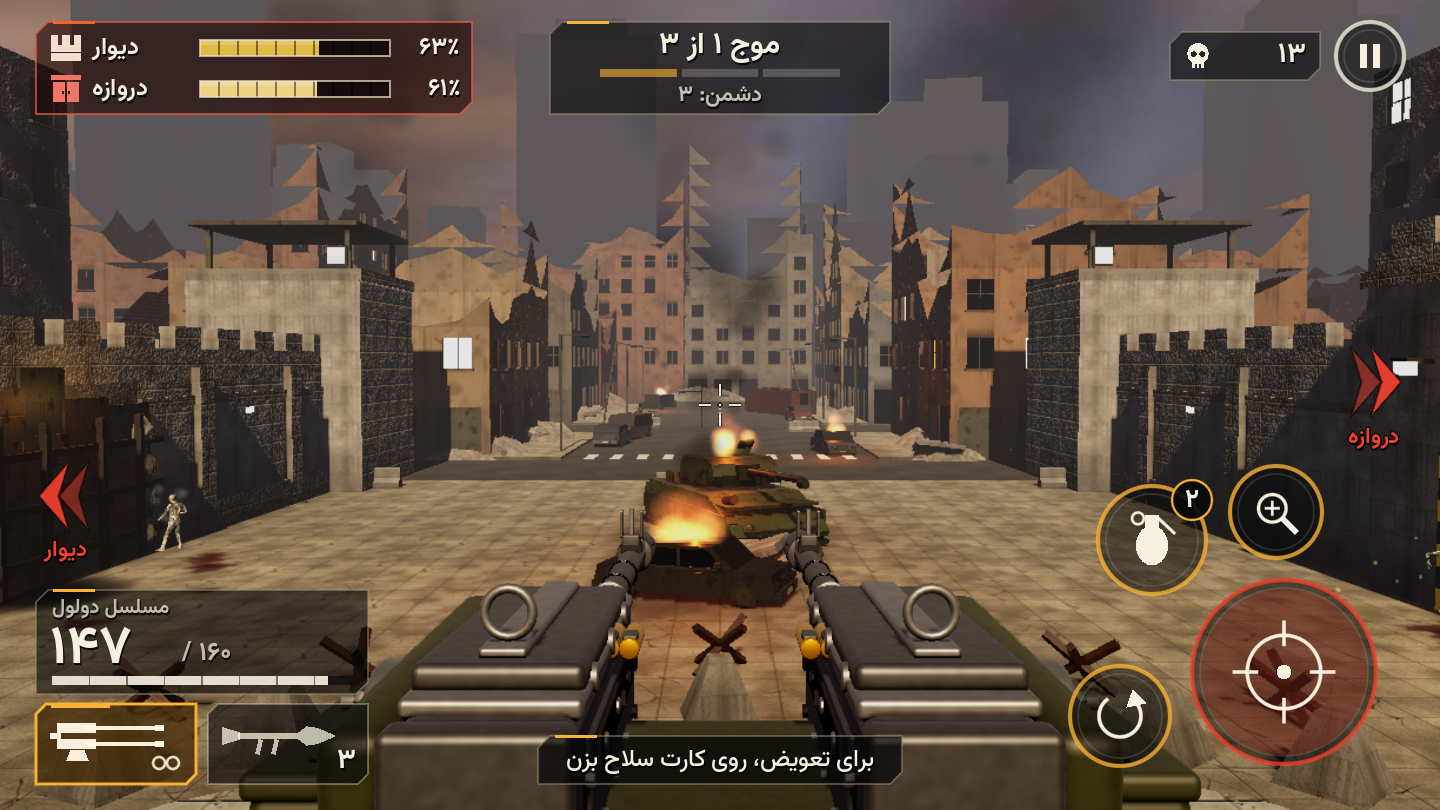 دیوار ۶۳٪
دروازه ۶۱٪
موج ۱ از ۳
دشمن: ۳
۱۳
دروازه
دیوار
۲
مسلسل دولول
۱۴۷ / ۱۶۰
∞
۳
برای تعویض، روی کارت سلاح بزن